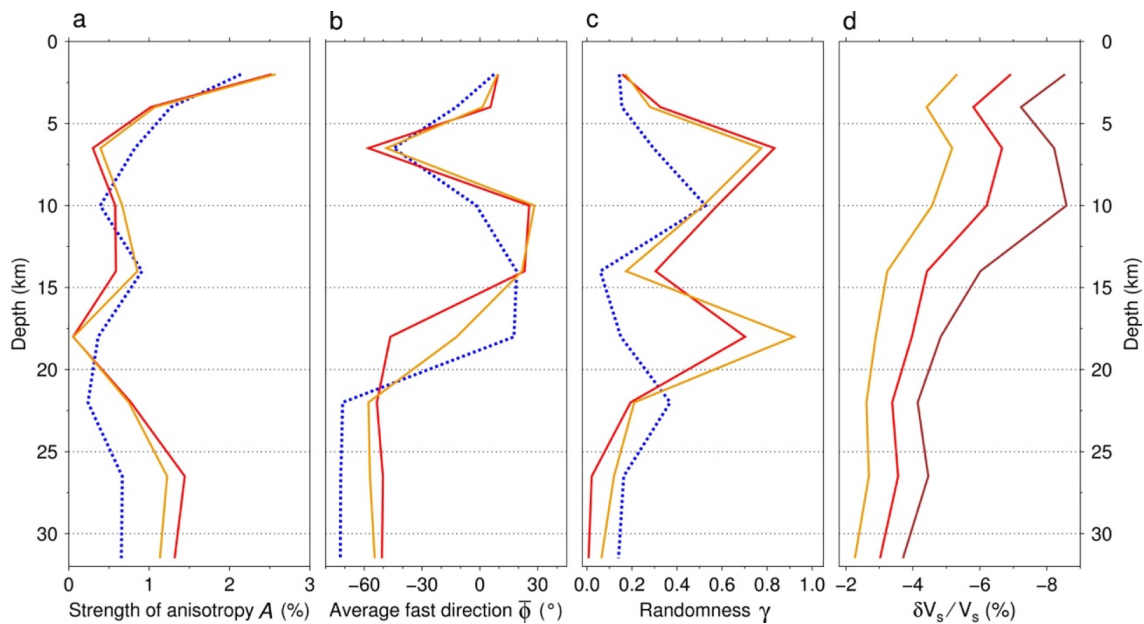 a b c d
0 0
5 5
10 10
15 15
20 20
25 25
30 30
Depth (km)
Depth (km)
0 1 2 3
−60 −30 0 30
0.0 0.2 0.4 0.6 0.8 1.0
−2 −4 −6 −8
Strength of anisotropy A (%)
Average fast direction ϕ̅ (°)
Randomness γ
δVₛ/Vₛ (%)